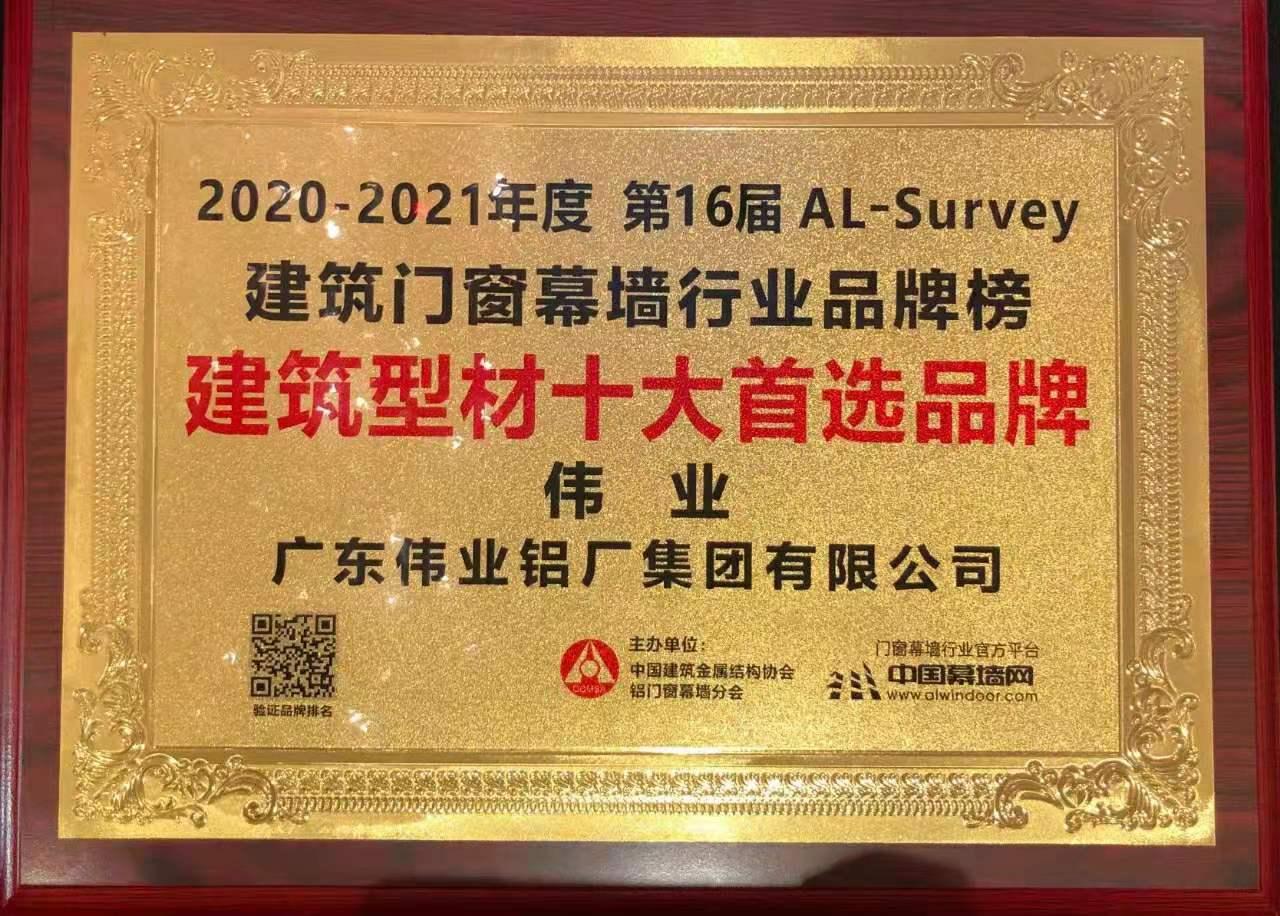 2020-2021年度 第16届 AL-Survey
建筑门窗幕墙行业品牌榜
建筑型材十大首选品牌
伟 业
广东伟业铝厂集团有限公司
验证品牌排名
CCMSA
主办单位：
中国建筑金属结构协会
铝门窗幕墙分会
门窗幕墙行业官方平台
中国幕墙网
www.alwindoor.com